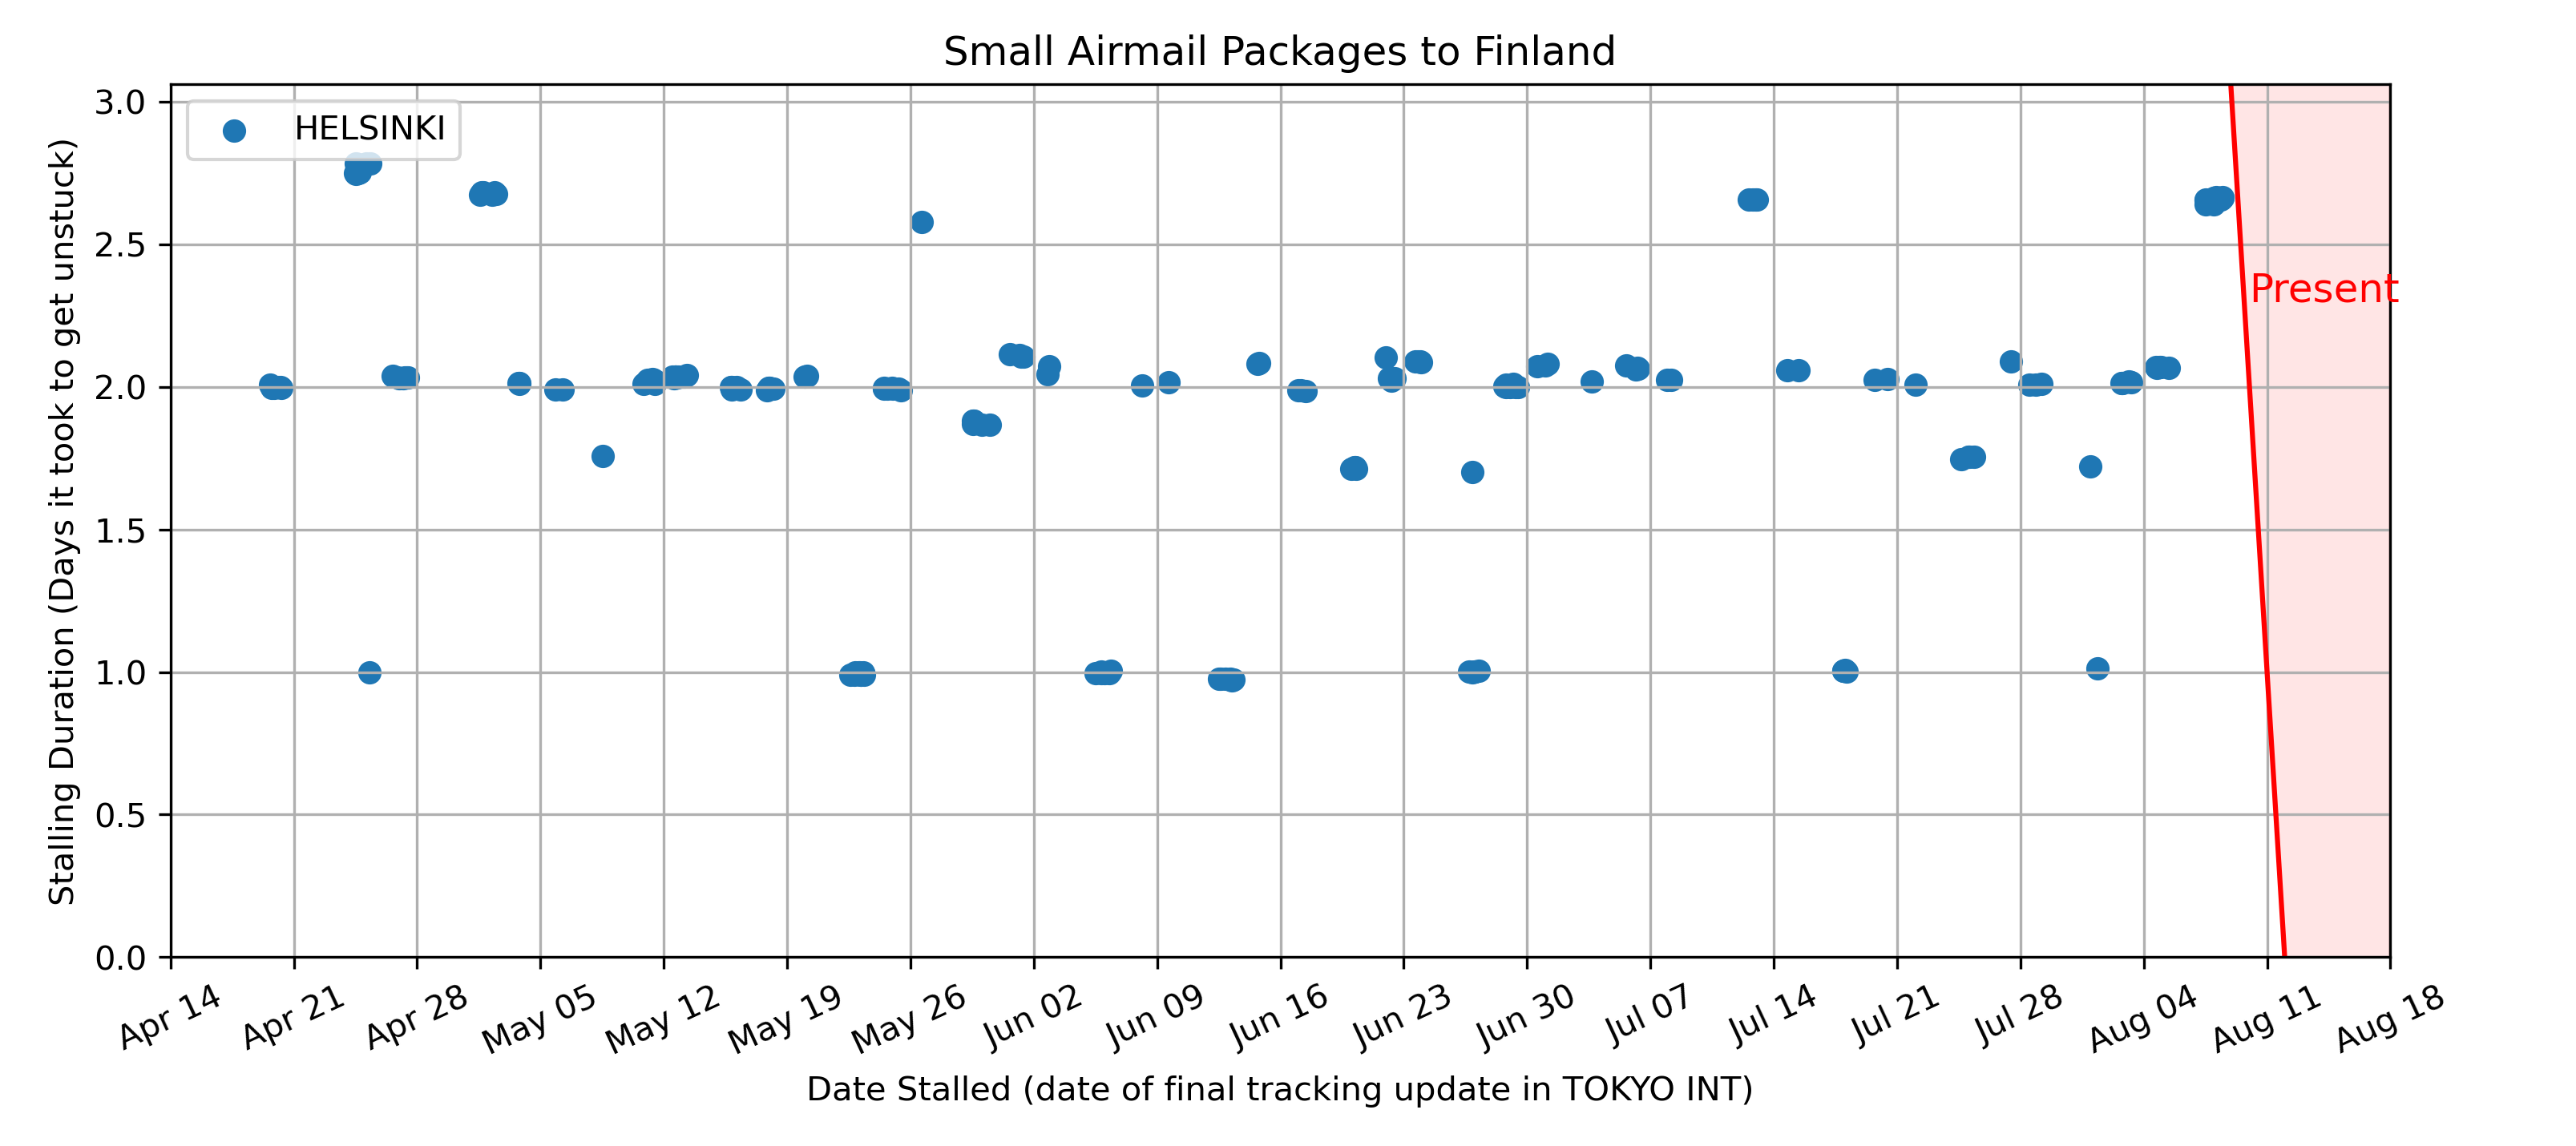 Small Airmail Packages to Finland
HELSINKI
Present
Stalling Duration (Days it took to get unstuck)
3.0
2.5
2.0
1.5
1.0
0.5
0.0
Apr 14
Apr 21
Apr 28
May 05
May 12
May 19
May 26
Jun 02
Jun 09
Jun 16
Jun 23
Jun 30
Jul 07
Jul 14
Jul 21
Jul 28
Aug 04
Aug 11
Aug 18
Date Stalled (date of final tracking update in TOKYO INT)